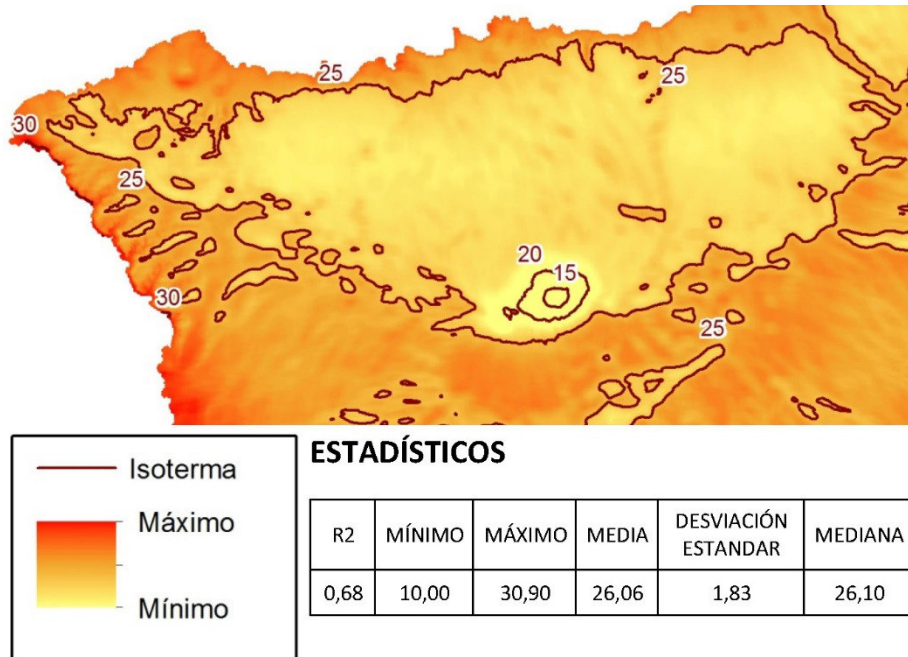 25
30
25
25
20
15
30
25
Isoterma
Máximo
Mínimo
ESTADÍSTICOS
R2 MÍNIMO MÁXIMO MEDIA DESVIACIÓN ESTANDAR MEDIANA
0,68 10,00 30,90 26,06 1,83 26,10